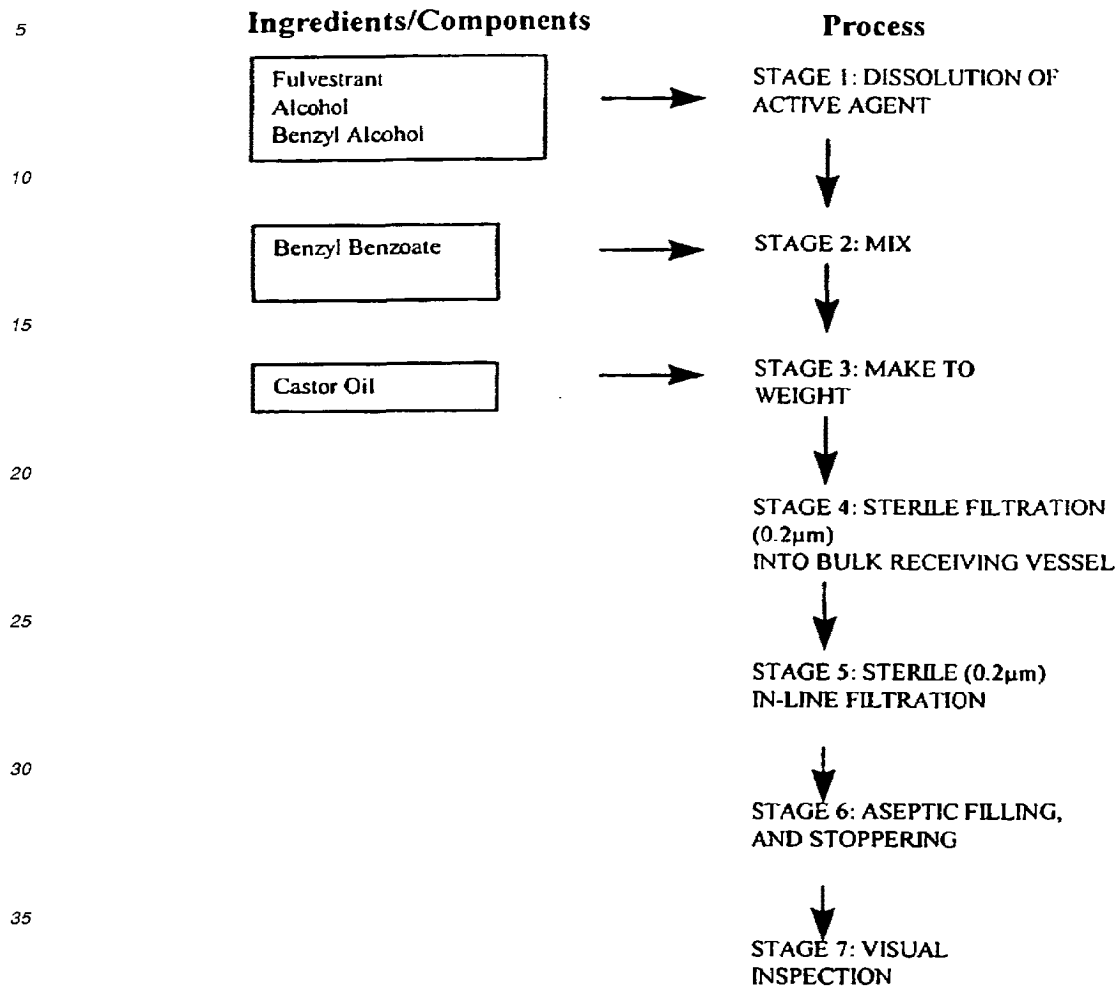 5
Ingredients/Components
Process
Fulvestrant
Alcohol
Benzyl Alcohol
STAGE 1: DISSOLUTION OF
ACTIVE AGENT
10
Benzyl Benzoate
STAGE 2: MIX
15
Castor Oil
STAGE 3: MAKE TO
WEIGHT
20
STAGE 4: STERILE FILTRATION
(0.2µm)
INTO BULK RECEIVING VESSEL
25
STAGE 5: STERILE (0.2µm)
IN-LINE FILTRATION
30
STAGE 6: ASEPTIC FILLING,
AND STOPPERING
35
STAGE 7: VISUAL
INSPECTION